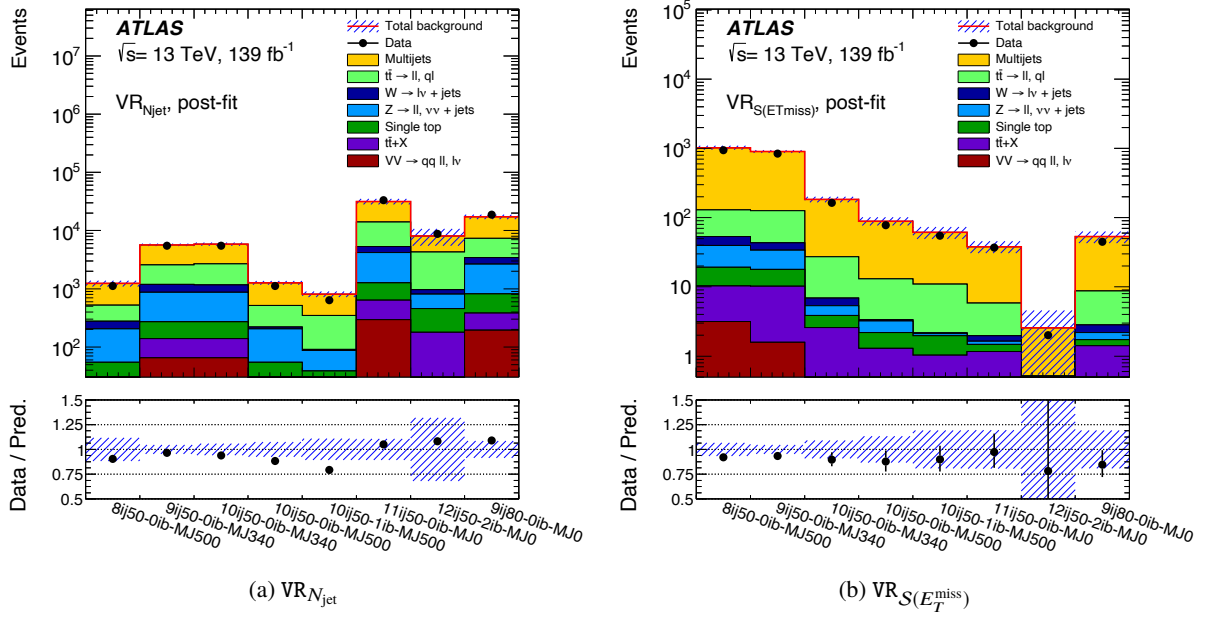 Events
10⁷
10⁶
10⁵
10⁴
10³
10²
ATLAS
√s= 13 TeV, 139 fb⁻¹
VR_Njet, post-fit
Total background
Data
Multijets
tt̄ → ll, ql
W → lν + jets
Z → ll, νν + jets
Single top
tt̄+X
VV → qq ll, lν
Data / Pred.
1.5
1.25
1
0.75
0.5
8ij50-0ib-MJ500
9ij50-0ib-MJ340
10ij50-0ib-MJ340
10ij50-0ib-MJ500
10ij50-1ib-MJ500
11ij50-0ib-MJ0
12ij50-2ib-MJ0
9ij80-0ib-MJ0
(a) VR_N_jet
Events
10⁵
10⁴
10³
10²
10
1
ATLAS
√s= 13 TeV, 139 fb⁻¹
VR_S(ETmiss), post-fit
Total background
Data
Multijets
tt̄ → ll, ql
W → lν + jets
Z → ll, νν + jets
Single top
tt̄+X
VV → qq ll, lν
Data / Pred.
1.5
1.25
1
0.75
0.5
8ij50-0ib-MJ500
9ij50-0ib-MJ340
10ij50-0ib-MJ340
10ij50-0ib-MJ500
10ij50-1ib-MJ500
11ij50-0ib-MJ0
12ij50-2ib-MJ0
9ij80-0ib-MJ0
(b) VR_S(E_T^miss)